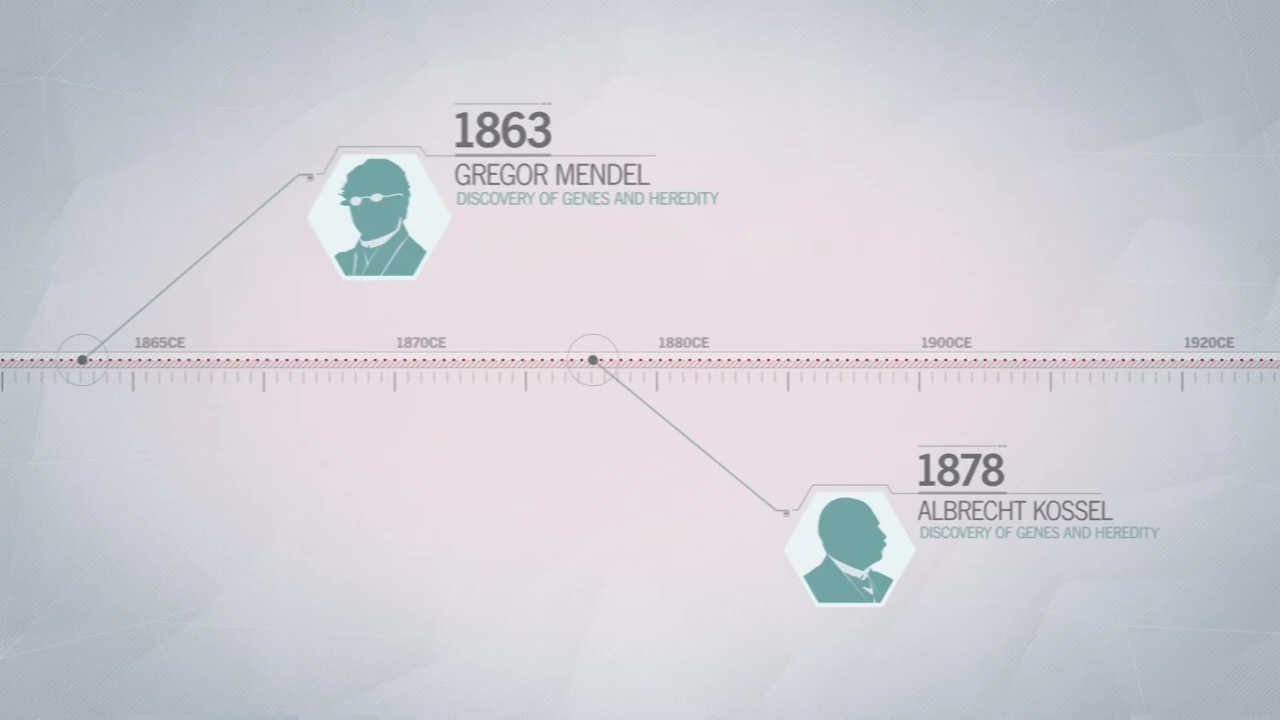 1863
GREGOR MENDEL
DISCOVERY OF GENES AND HEREDITY
1865CE
1870CE
1880CE
1900CE
1920CE
1878
ALBRECHT KOSSEL
DISCOVERY OF GENES AND HEREDITY